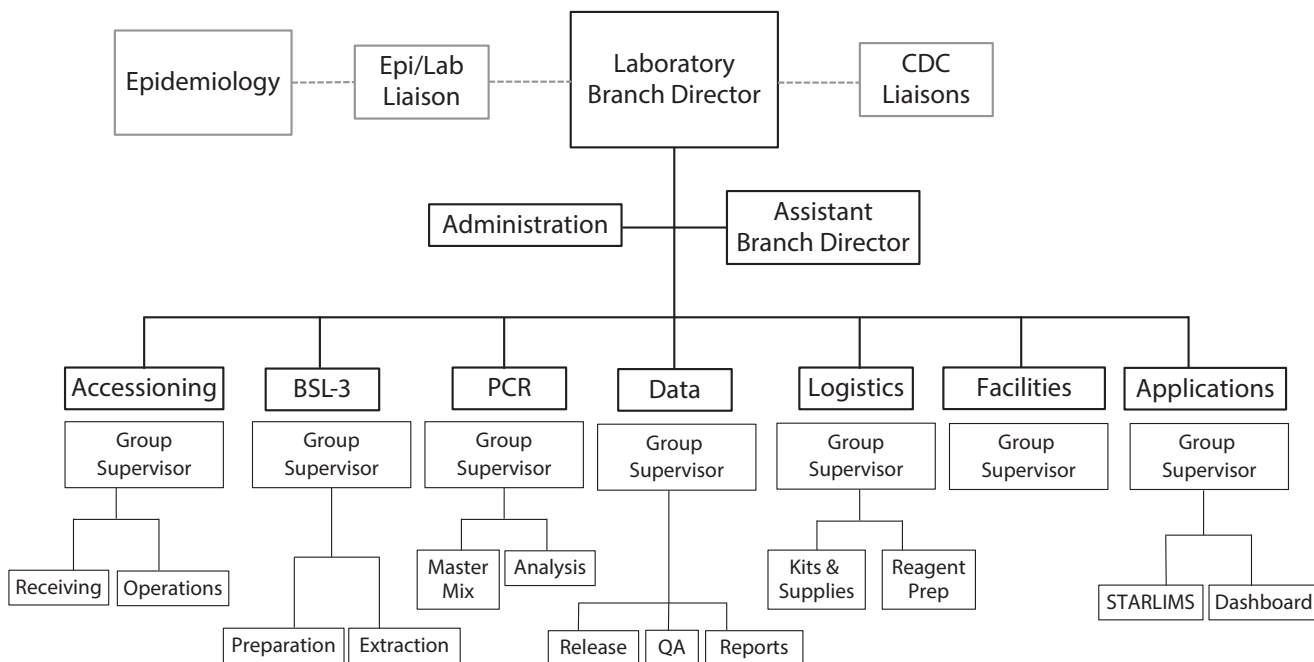 Epidemiology
Epi/Lab
Liaison
Laboratory
Branch Director
CDC
Liaisons
Administration
Assistant
Branch Director
Accessioning
BSL-3
PCR
Data
Logistics
Facilities
Applications
Group
Supervisor
Group
Supervisor
Group
Supervisor
Group
Supervisor
Group
Supervisor
Group
Supervisor
Group
Supervisor
Receiving
Operations
Preparation
Extraction
Master
Mix
Analysis
Release
QA
Reports
Kits &
Supplies
Reagent
Prep
STARLIMS
Dashboard